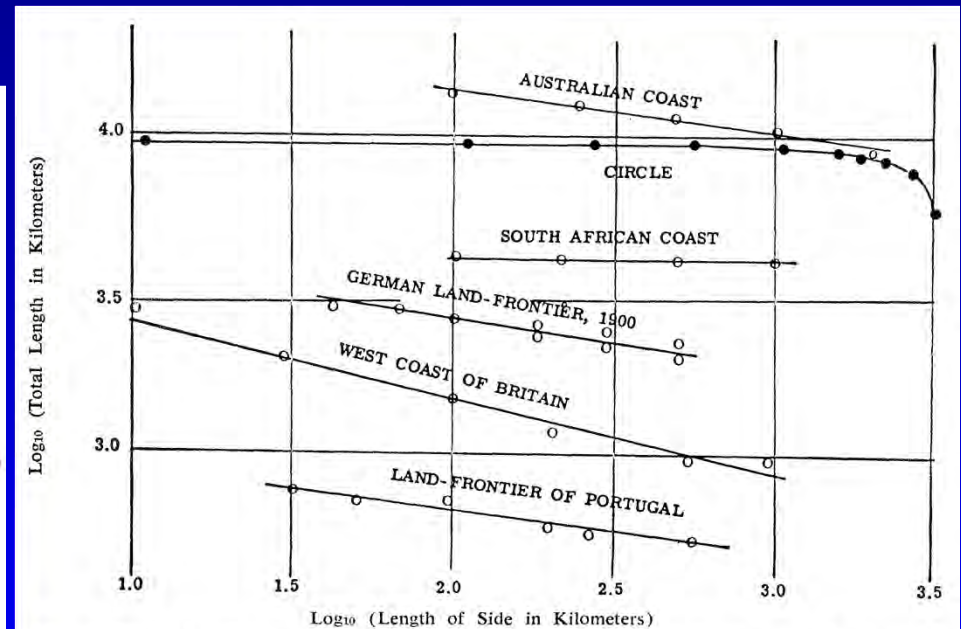 AUSTRALIAN COAST
4.0
CIRCLE
SOUTH AFRICAN COAST
GERMAN LAND-FRONTIER, 1900
3.5
WEST COAST OF BRITAIN
3.0
LAND-FRONTIER OF PORTUGAL
Log₁₀ (Total Length in Kilometers)
1.0 1.5 2.0 2.5 3.0 3.5
Log₁₀ (Length of Side in Kilometers)